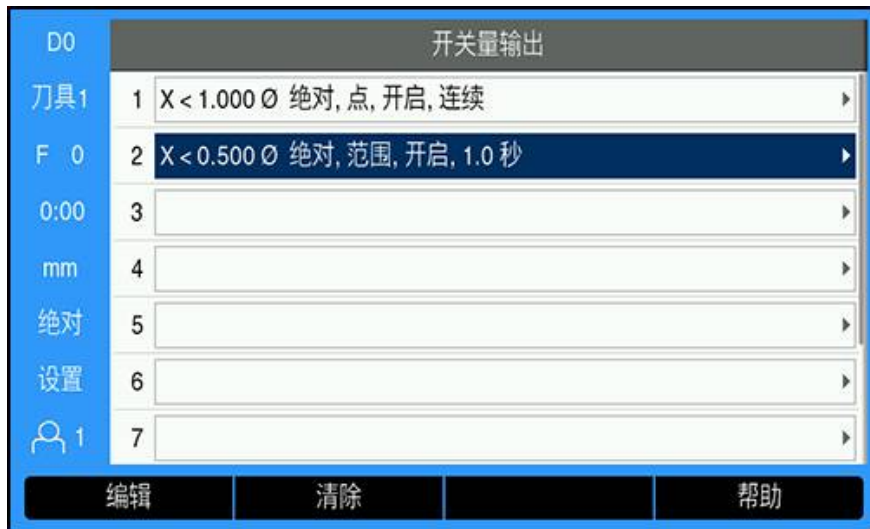 D0
开关量输出
刀具1
1 X < 1.000 Ø 绝对, 点, 开启, 连续
F 0
2 X < 0.500 Ø 绝对, 范围, 开启, 1.0 秒
0:00
3
mm
4
绝对
5
设置
6
1
7
编辑 清除 帮助